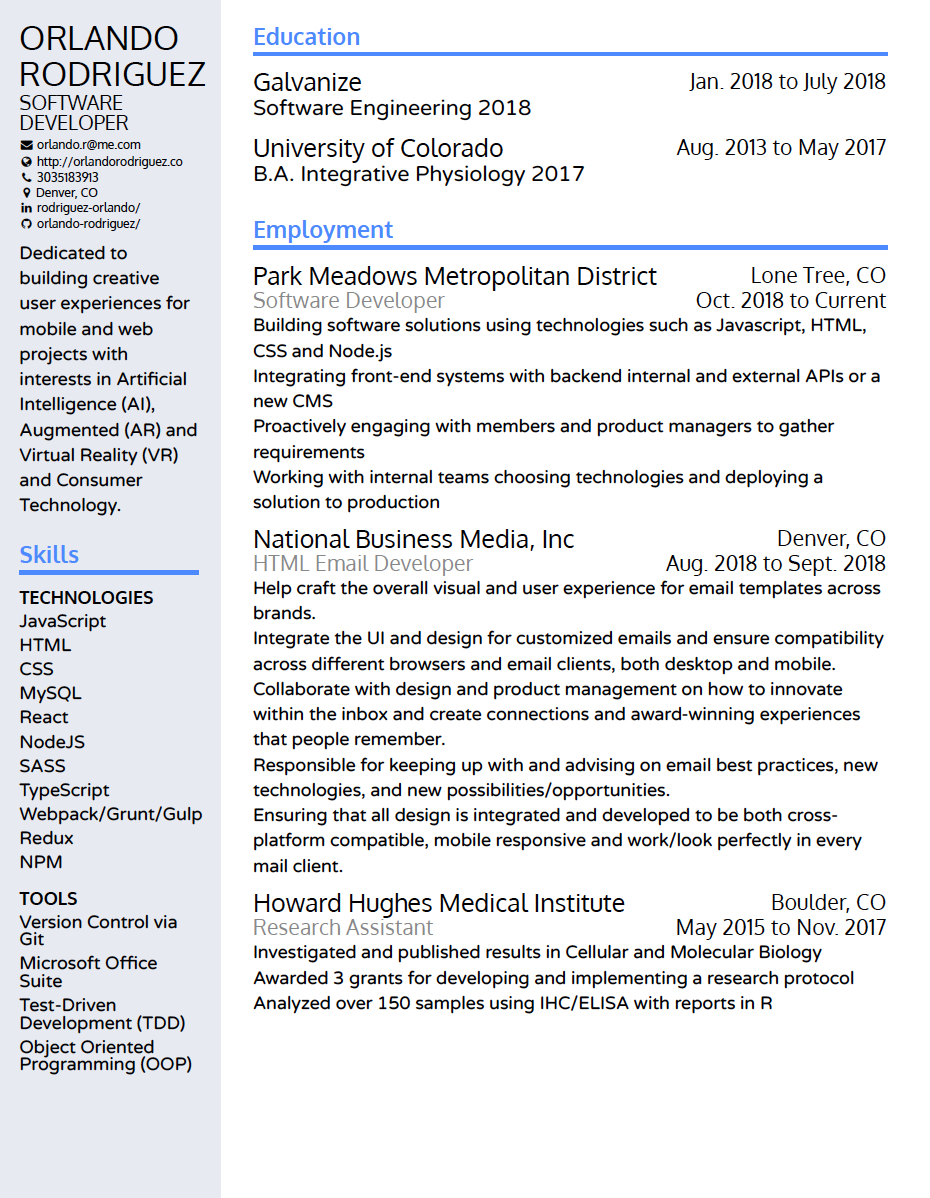 ORLANDO
RODRIGUEZ
SOFTWARE
DEVELOPER
orlando.r@me.com
http://orlandorodriguez.co
3035183913
Denver, CO
rodriguez-orlando/
orlando-rodriguez/
Dedicated to
building creative
user experiences for
mobile and web
projects with
interests in Artificial
Intelligence (AI),
Augmented (AR) and
Virtual Reality (VR)
and Consumer
Technology.
Skills
TECHNOLOGIES
JavaScript
HTML
CSS
MySQL
React
NodeJS
SASS
TypeScript
Webpack/Grunt/Gulp
Redux
NPM
TOOLS
Version Control via
Git
Microsoft Office
Suite
Test-Driven
Development (TDD)
Object Oriented
Programming (OOP)
Education
Galvanize Jan. 2018 to July 2018
Software Engineering 2018
University of Colorado Aug. 2013 to May 2017
B.A. Integrative Physiology 2017
Employment
Park Meadows Metropolitan District Lone Tree, CO
Software Developer Oct. 2018 to Current
Building software solutions using technologies such as Javascript, HTML,
CSS and Node.js
Integrating front-end systems with backend internal and external APIs or a
new CMS
Proactively engaging with members and product managers to gather
requirements
Working with internal teams choosing technologies and deploying a
solution to production
National Business Media, Inc Denver, CO
HTML Email Developer Aug. 2018 to Sept. 2018
Help craft the overall visual and user experience for email templates across
brands.
Integrate the UI and design for customized emails and ensure compatibility
across different browsers and email clients, both desktop and mobile.
Collaborate with design and product management on how to innovate
within the inbox and create connections and award-winning experiences
that people remember.
Responsible for keeping up with and advising on email best practices, new
technologies, and new possibilities/opportunities.
Ensuring that all design is integrated and developed to be both cross-
platform compatible, mobile responsive and work/look perfectly in every
mail client.
Howard Hughes Medical Institute Boulder, CO
Research Assistant May 2015 to Nov. 2017
Investigated and published results in Cellular and Molecular Biology
Awarded 3 grants for developing and implementing a research protocol
Analyzed over 150 samples using IHC/ELISA with reports in R